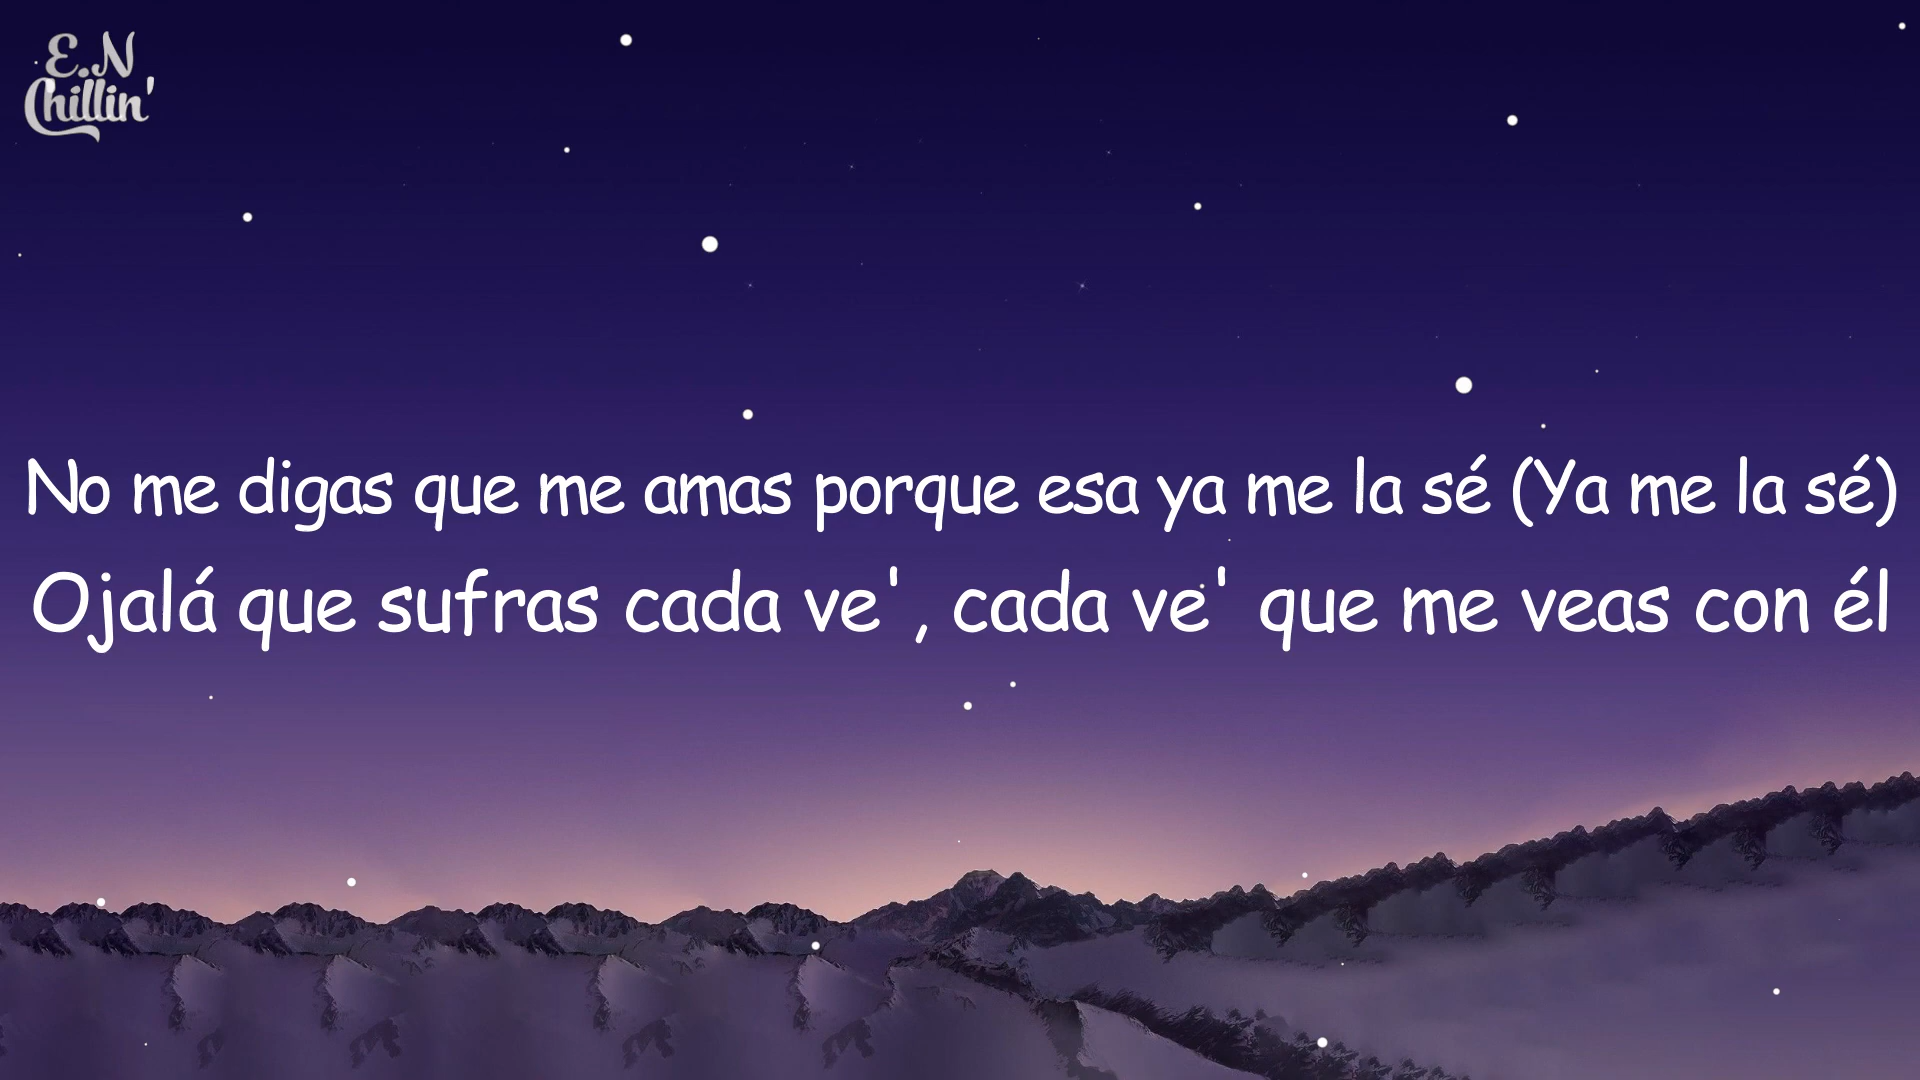 E.N
Chillin'
No me digas que me amas porque esa ya me la sé (Ya me la sé)
Ojalá que sufras cada ve', cada ve' que me veas con él